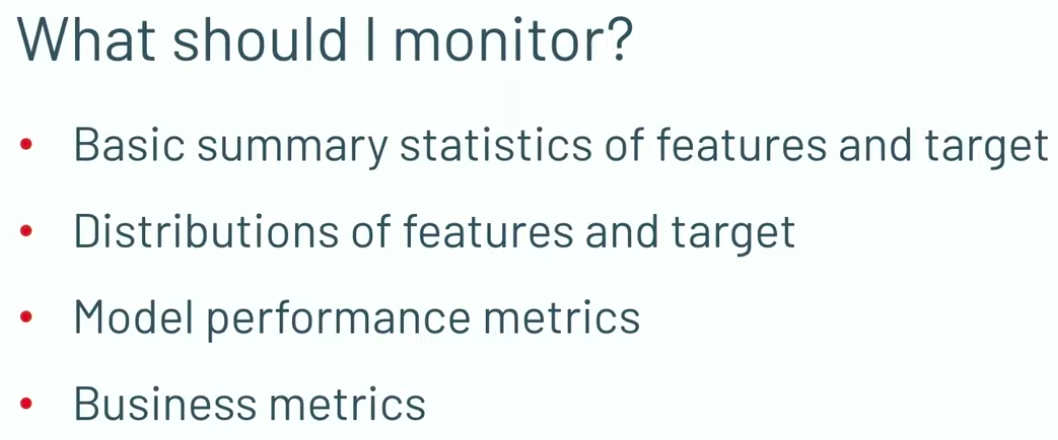 What should I monitor?
• Basic summary statistics of features and target
• Distributions of features and target
• Model performance metrics
• Business metrics